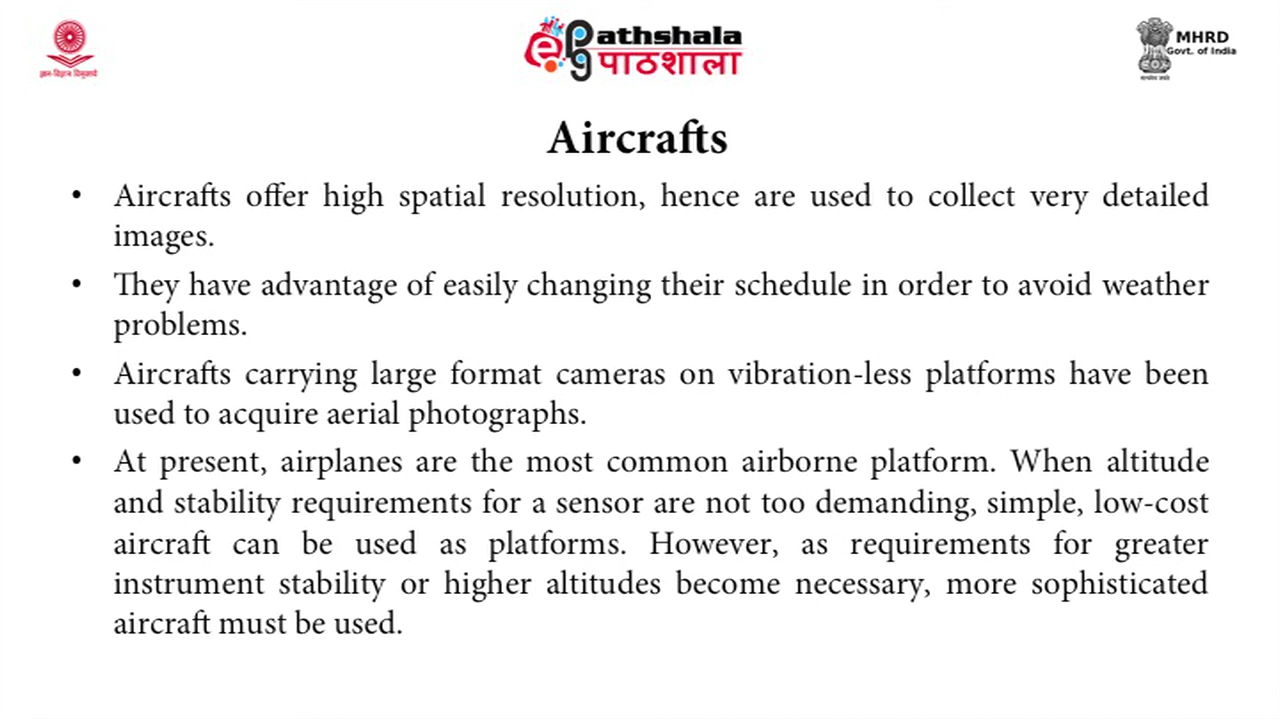 ज्ञान-विज्ञान विमुक्तये
ePathshala
पाठशाला
MHRD
Govt. of India
सत्यमेव जयते
Aircrafts
• Aircrafts offer high spatial resolution, hence are used to collect very detailed
images.
• They have advantage of easily changing their schedule in order to avoid weather
problems.
• Aircrafts carrying large format cameras on vibration-less platforms have been
used to acquire aerial photographs.
• At present, airplanes are the most common airborne platform. When altitude
and stability requirements for a sensor are not too demanding, simple, low-cost
aircraft can be used as platforms. However, as requirements for greater
instrument stability or higher altitudes become necessary, more sophisticated
aircraft must be used.